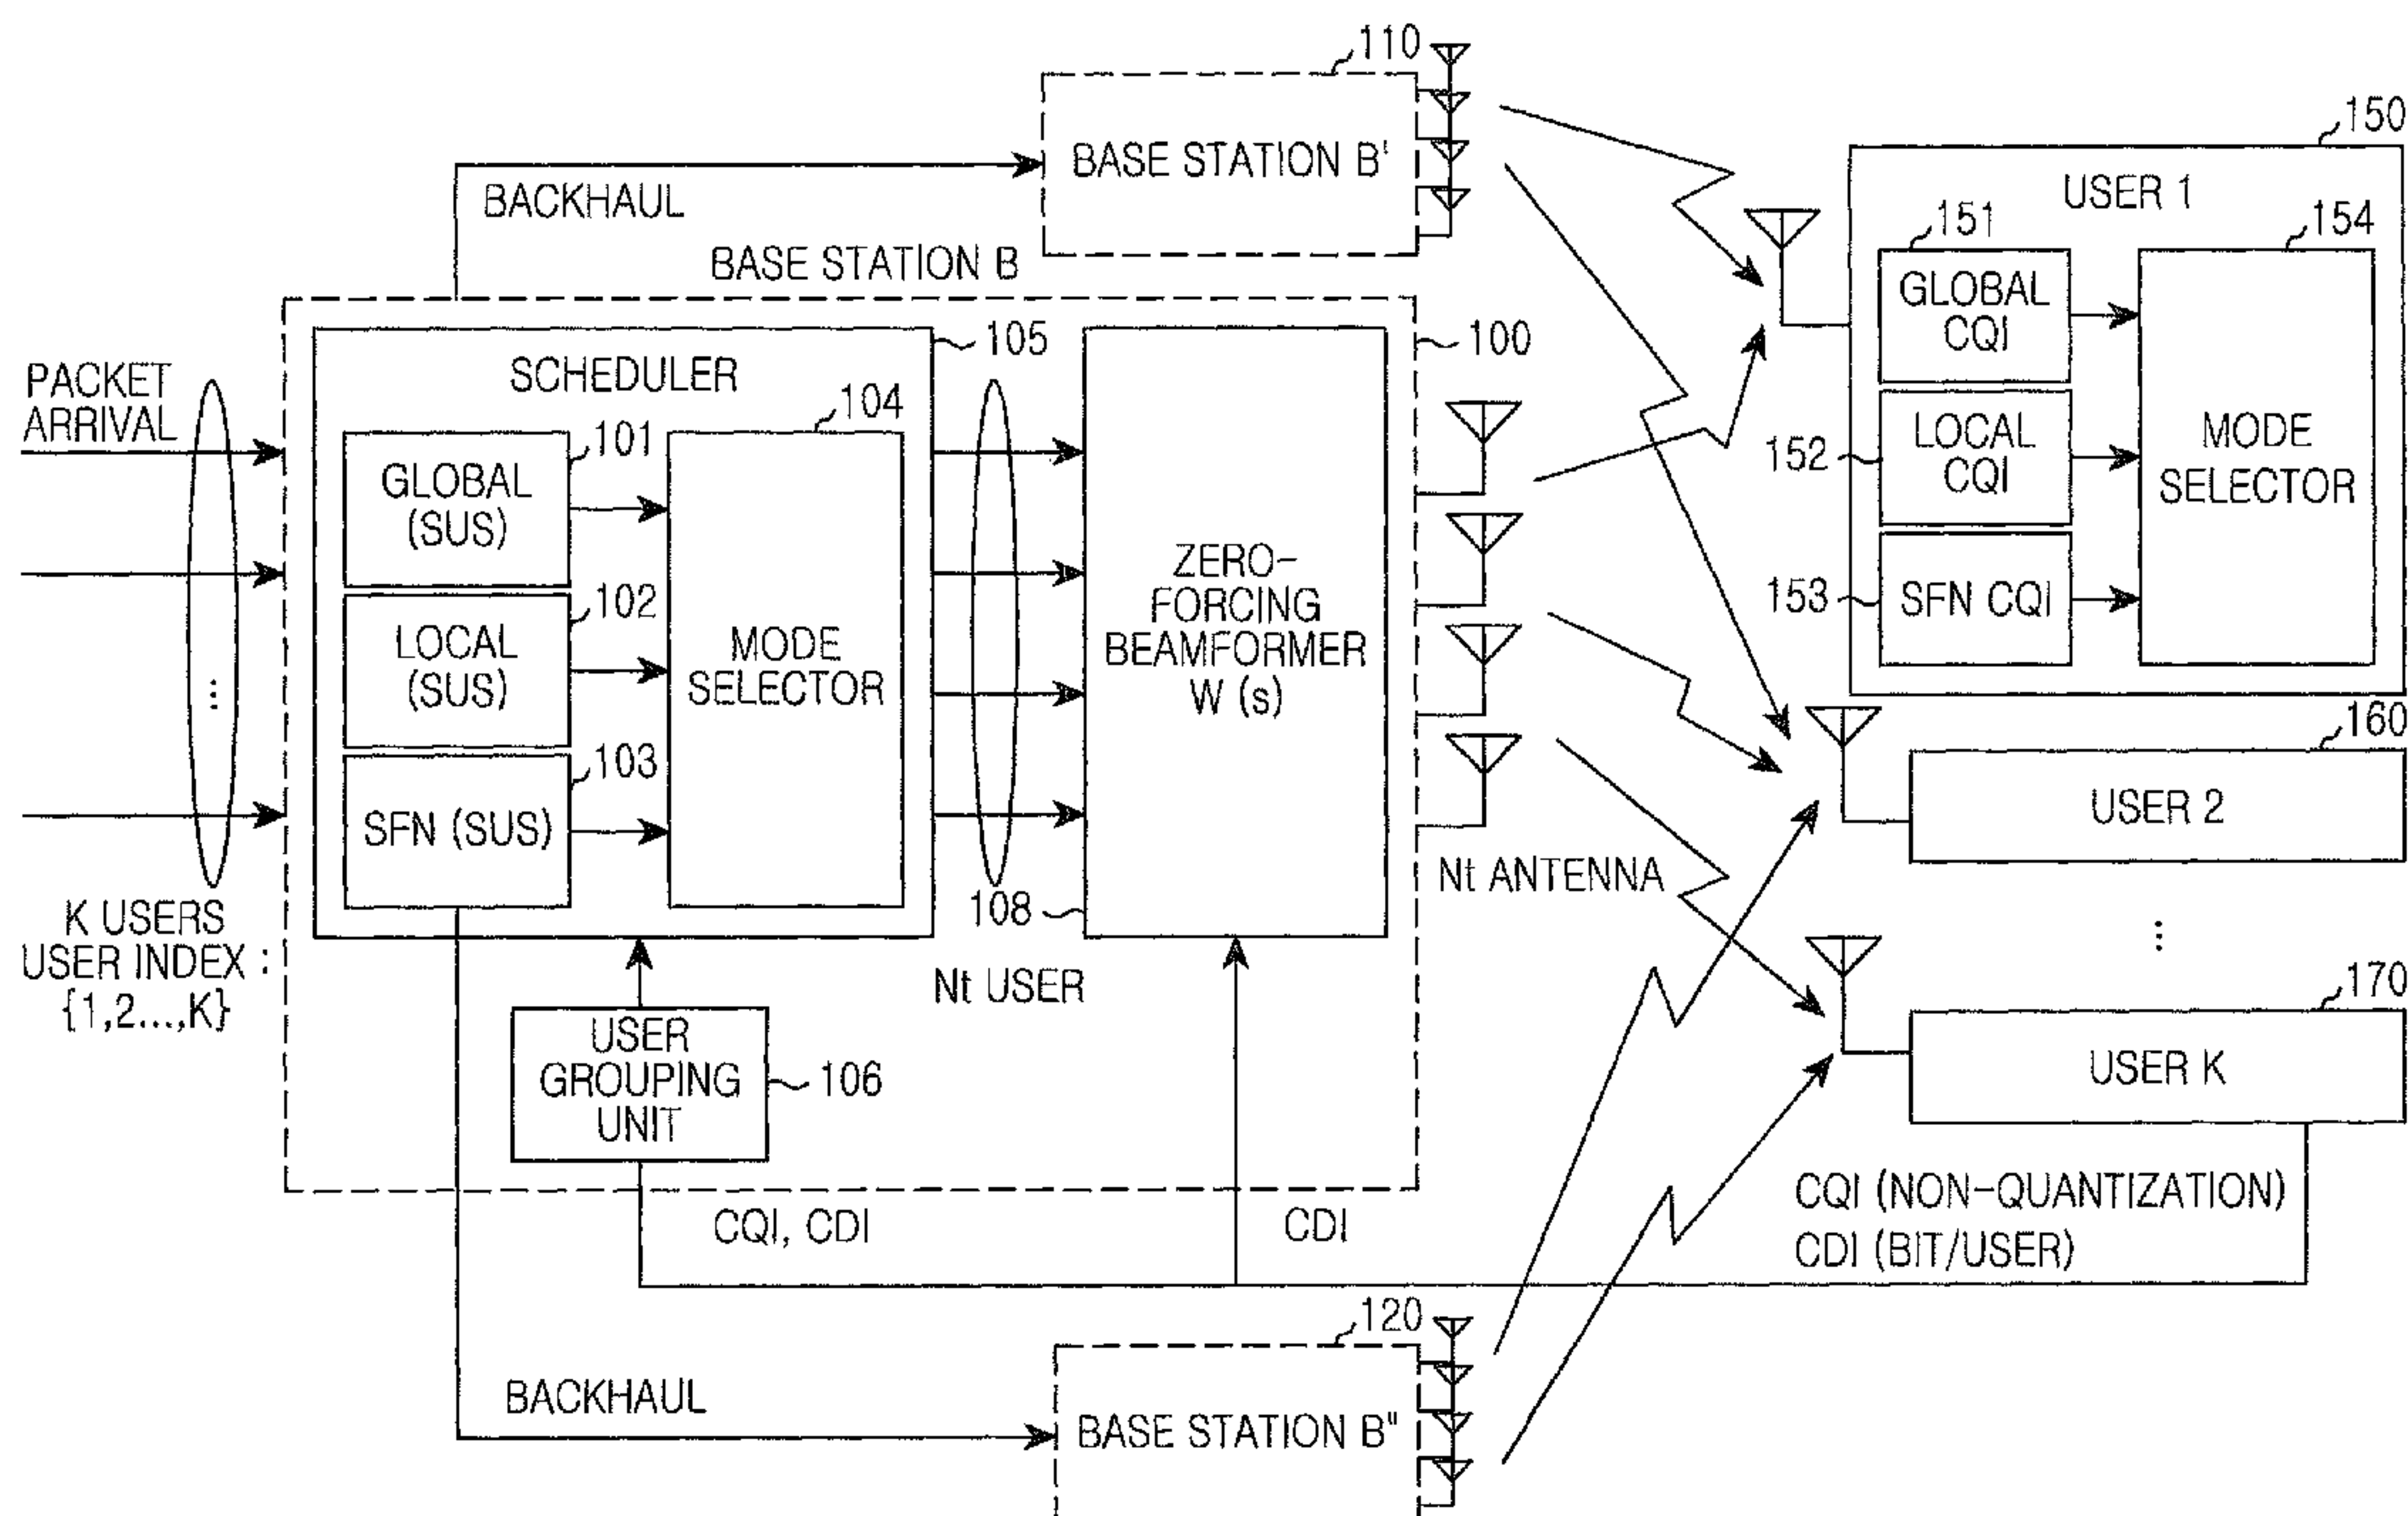 110
BASE STATION B'
BACKHAUL
BASE STATION B
150
USER 1
151
154
GLOBAL
CQI
152
LOCAL
CQI
MODE
SELECTOR
153
SFN CQI
PACKET
ARRIVAL
105
100
SCHEDULER
104
101
GLOBAL
(SUS)
102
LOCAL
(SUS)
MODE
SELECTOR
103
SFN (SUS)
ZERO-
FORCING
BEAMFORMER
W (s)
...
K USERS
USER INDEX :
{1,2...,K}
108
Nt USER
Nt ANTENNA
160
USER 2
...
170
USER K
USER
GROUPING
UNIT
106
CQI, CDI
CDI
CQI (NON-QUANTIZATION)
CDI (BIT/USER)
120
BACKHAUL
BASE STATION B"